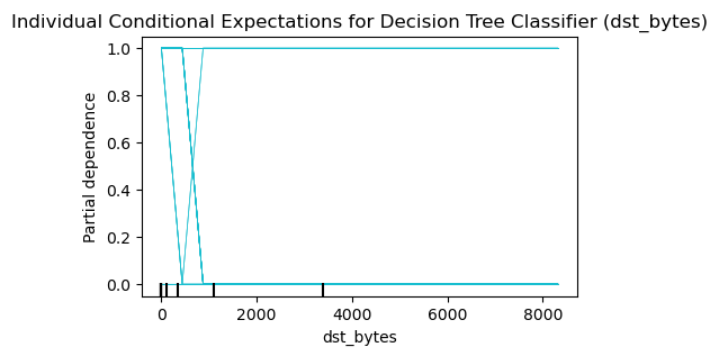 Individual Conditional Expectations for Decision Tree Classifier (dst_bytes)
1.0
0.8
0.6
0.4
0.2
0.0
Partial dependence
0 2000 4000 6000 8000
dst_bytes